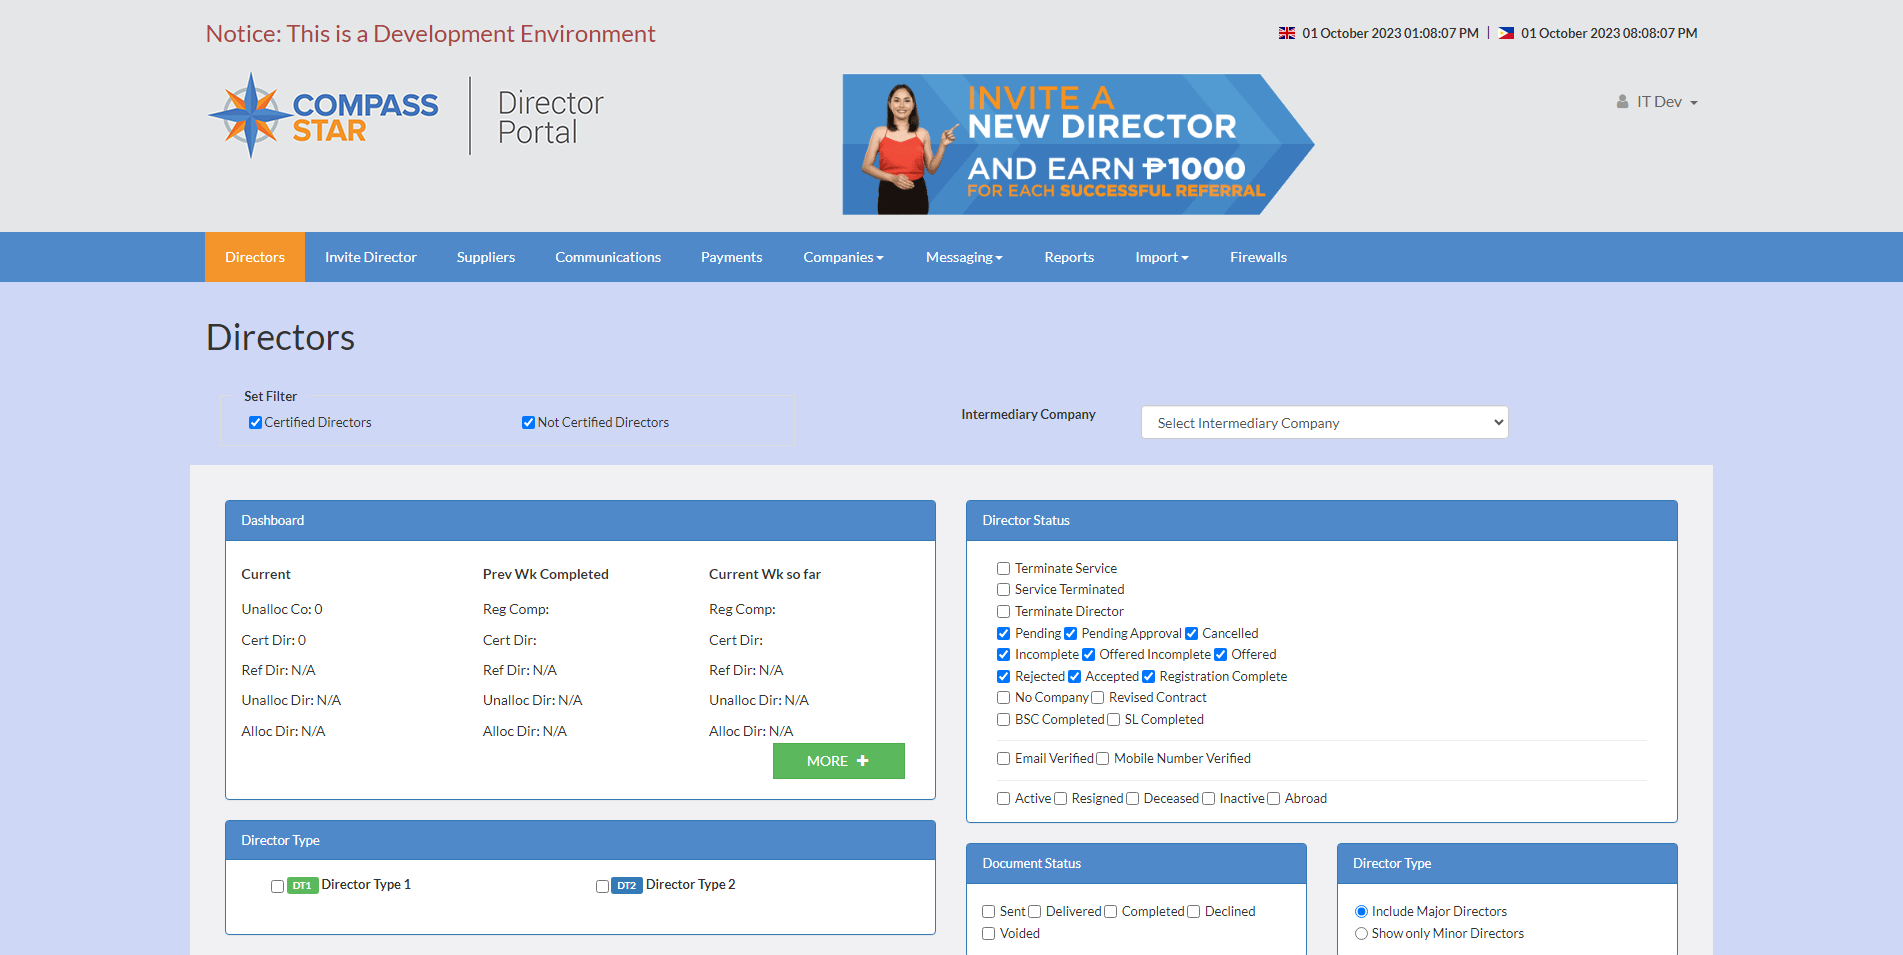 Notice: This is a Development Environment
01 October 2023 01:08:07 PM | 01 October 2023 08:08:07 PM
COMPASS
STAR
Director
Portal
INVITE A
NEW DIRECTOR
AND EARN ₱1000
FOR EACH SUCCESSFUL REFERRAL
IT Dev
Directors Invite Director Suppliers Communications Payments Companies Messaging Reports Import Firewalls
Directors
Set Filter
Certified Directors Not Certified Directors
Intermediary Company Select Intermediary Company
Dashboard
Current Prev Wk Completed Current Wk so far
Unalloc Co: 0 Reg Comp: Reg Comp:
Cert Dir: 0 Cert Dir: Cert Dir:
Ref Dir: N/A Ref Dir: N/A Ref Dir: N/A
Unalloc Dir: N/A Unalloc Dir: N/A Unalloc Dir: N/A
Alloc Dir: N/A Alloc Dir: N/A Alloc Dir: N/A
MORE
Director Type
DT1 Director Type 1 DT2 Director Type 2
Director Status
Terminate Service
Service Terminated
Terminate Director
Pending Pending Approval Cancelled
Incomplete Offered Incomplete Offered
Rejected Accepted Registration Complete
No Company Revised Contract
BSC Completed SL Completed
Email Verified Mobile Number Verified
Active Resigned Deceased Inactive Abroad
Document Status
Sent Delivered Completed Declined
Voided
Director Type
Include Major Directors
Show only Minor Directors